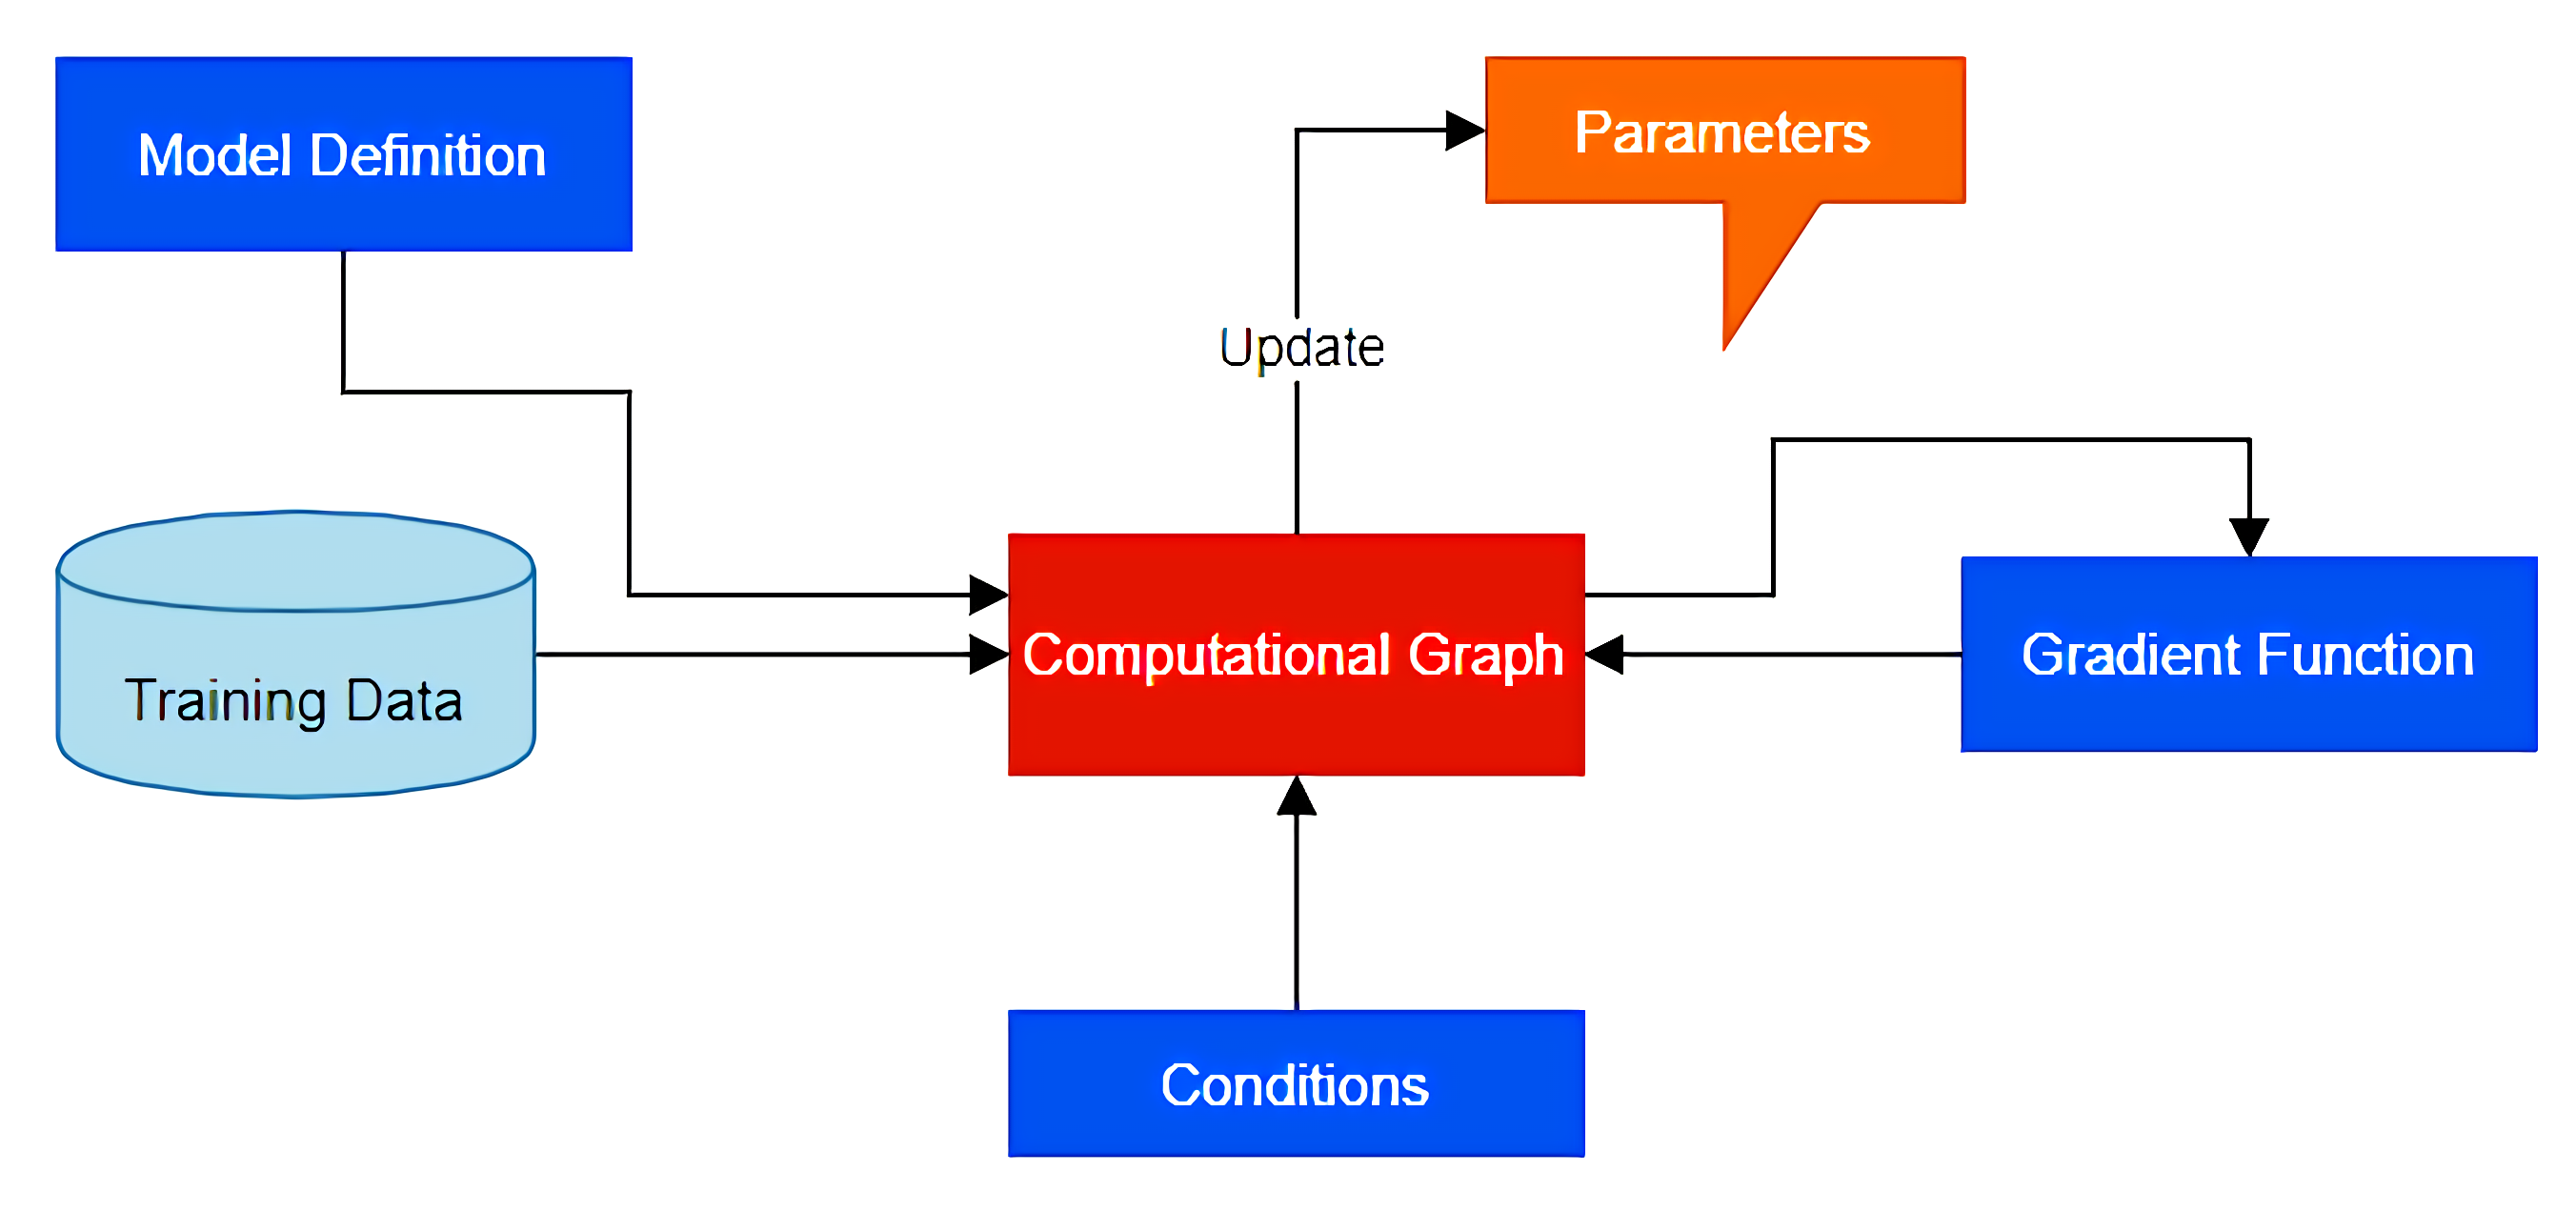 Model Definition
Parameters
Update
Training Data
Computational Graph
Gradient Function
Conditions